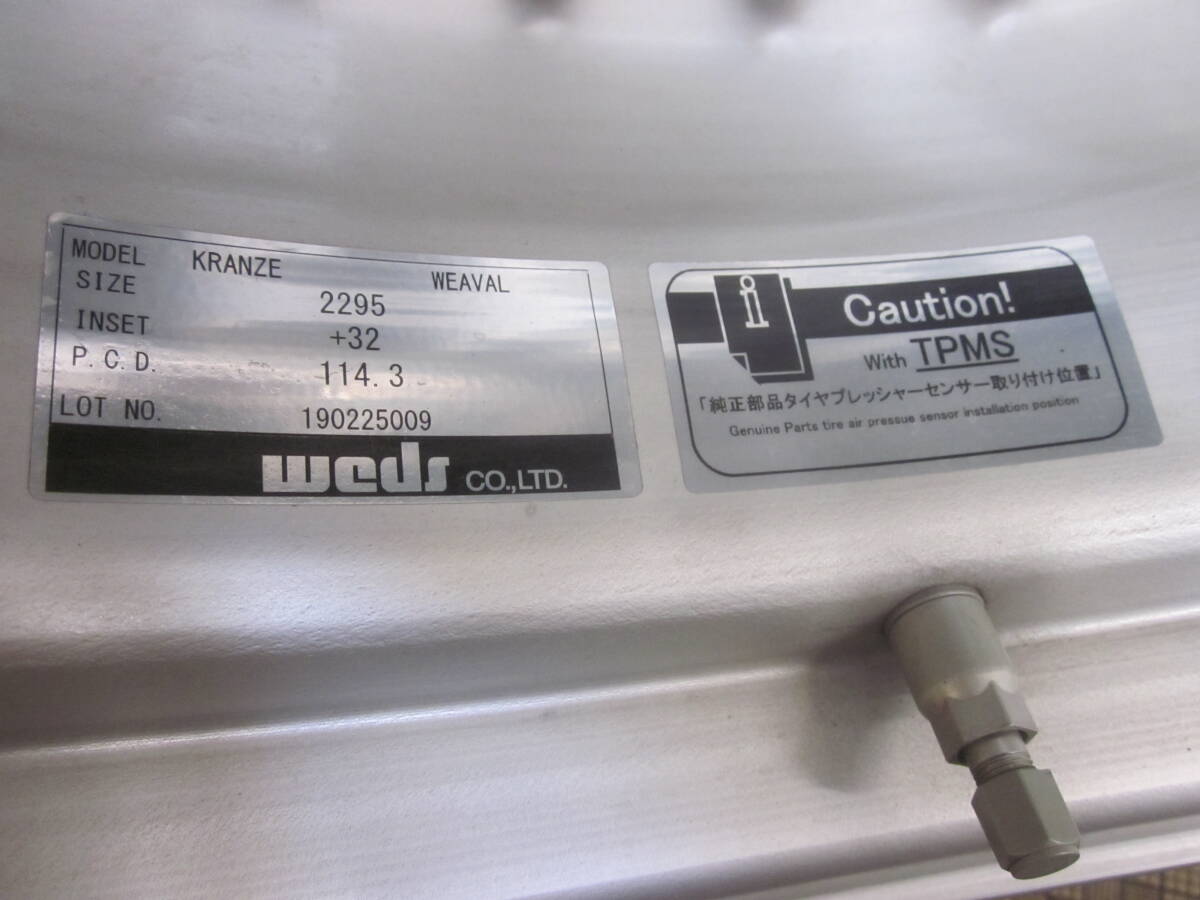 MODEL KRANZE WEAVAL
SIZE 2295
INSET +32
P.C.D. 114.3
LOT NO. 190225009
weds CO.,LTD.
i Caution!
With TPMS
「純正部品タイヤプレッシャーセンサー取り付け位置」
Genuine Parts tire air pressue sensor installation position